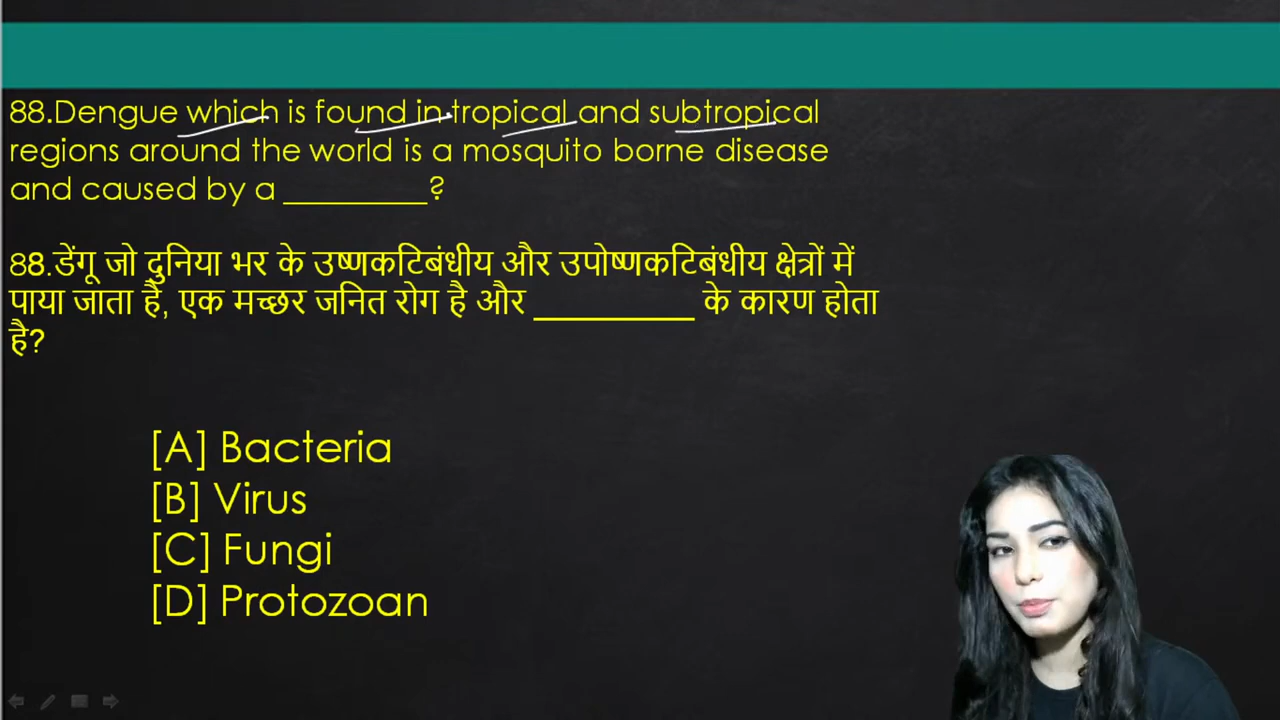 88.Dengue which is found in tropical and subtropical
regions around the world is a mosquito borne disease
and caused by a _________?
88.डेंगू जो दुनिया भर के उष्णकटिबंधीय और उपोष्णकटिबंधीय क्षेत्रों में
पाया जाता है, एक मच्छर जनित रोग है और _________ के कारण होता
है?
[A] Bacteria
[B] Virus
[C] Fungi
[D] Protozoan